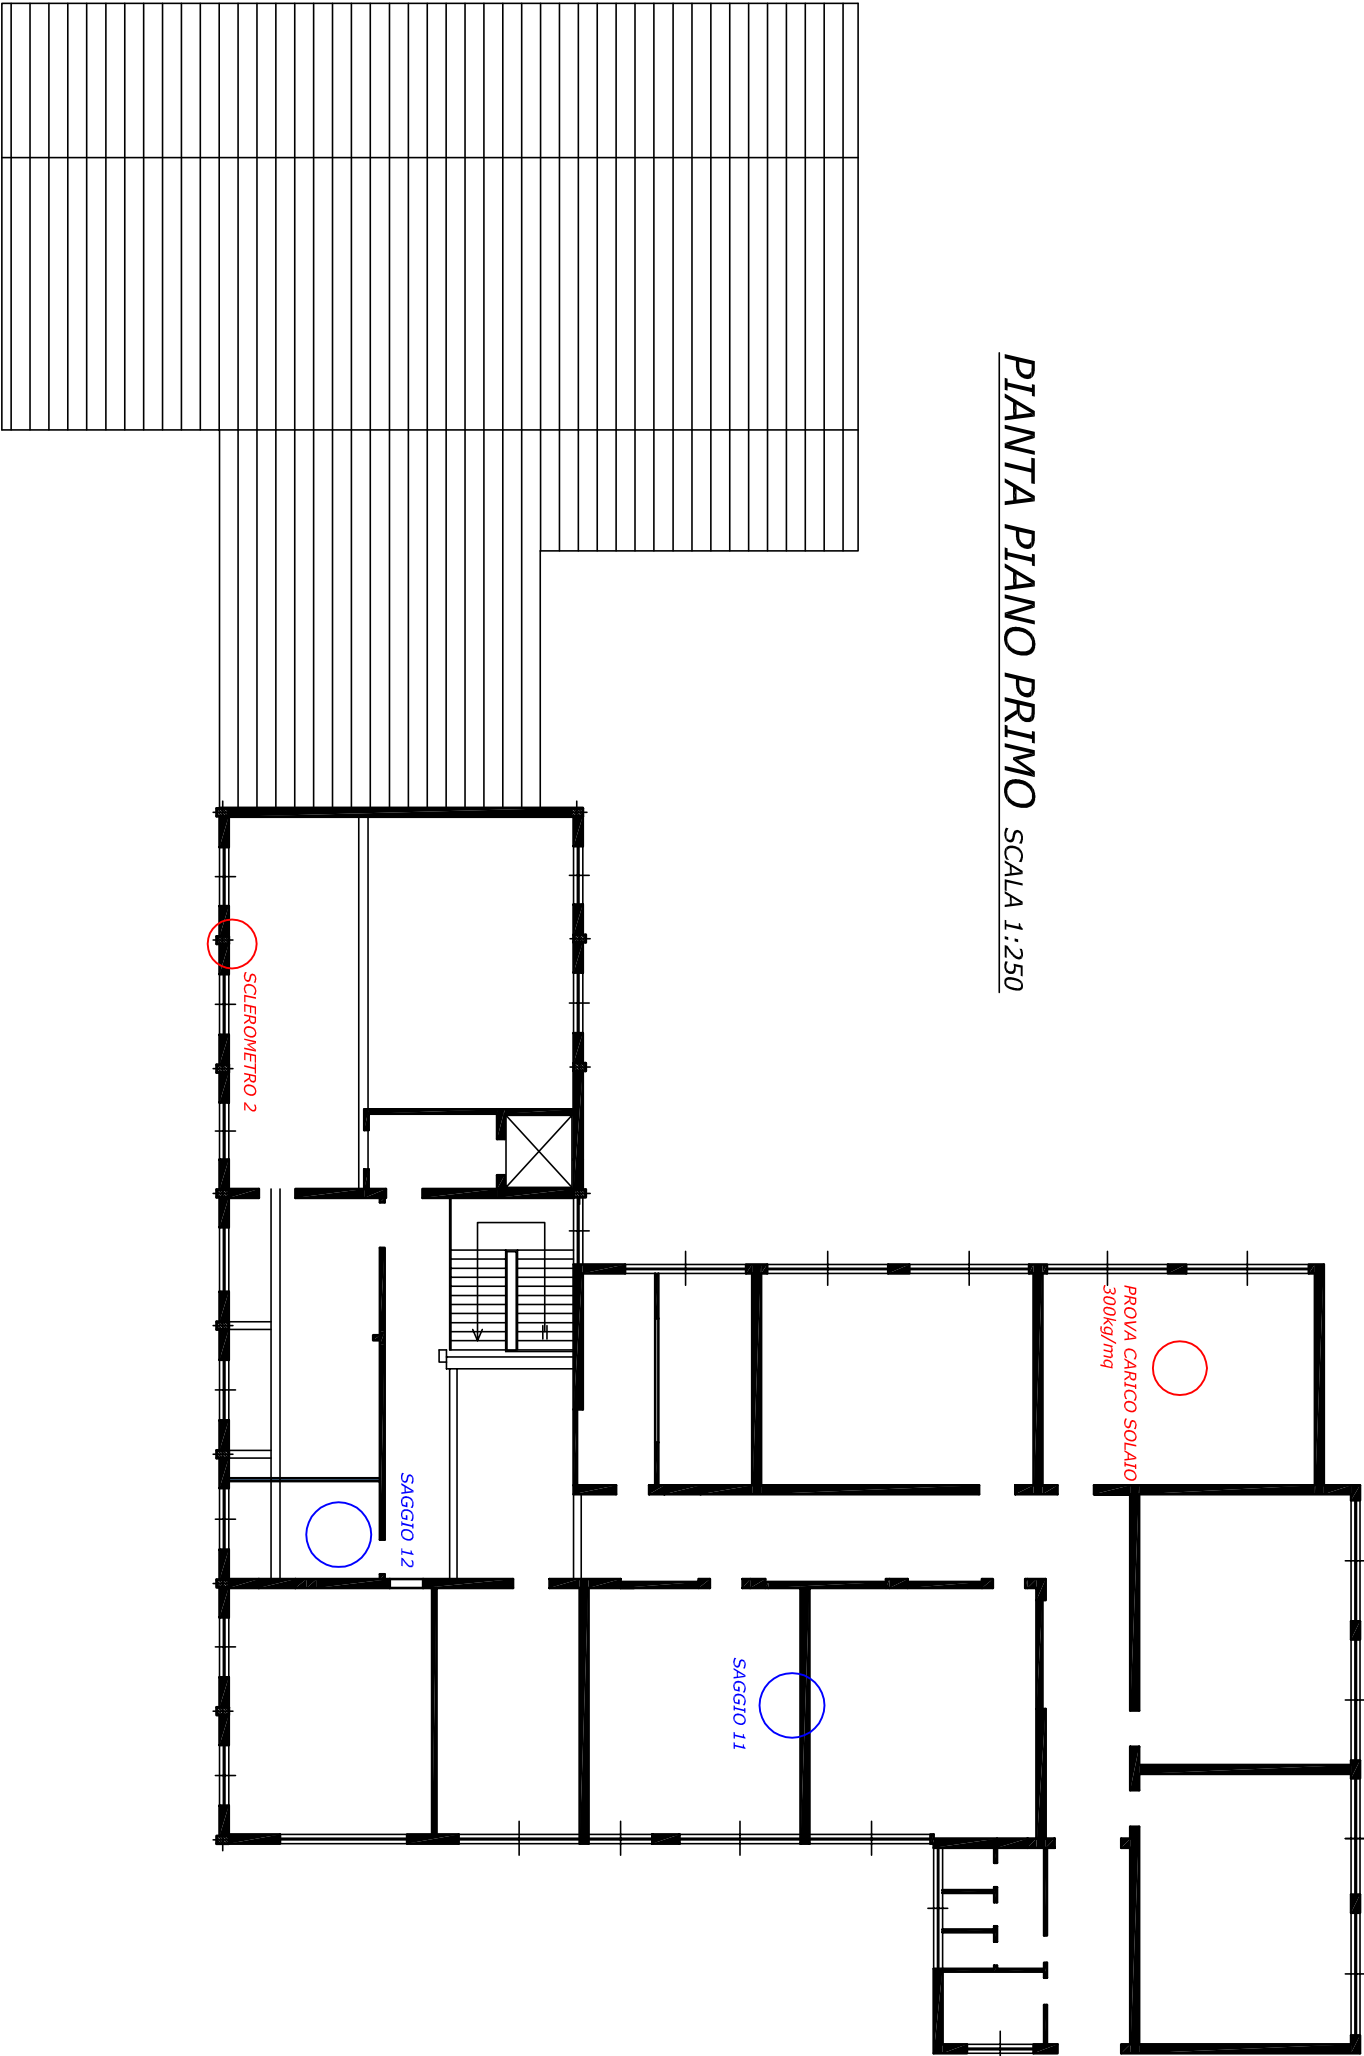 PIANTA PIANO PRIMO SCALA 1:250
PROVA CARICO SOLAIO
300kg/mq
SCLEROMETRO 2
SAGGIO 12
SAGGIO 11